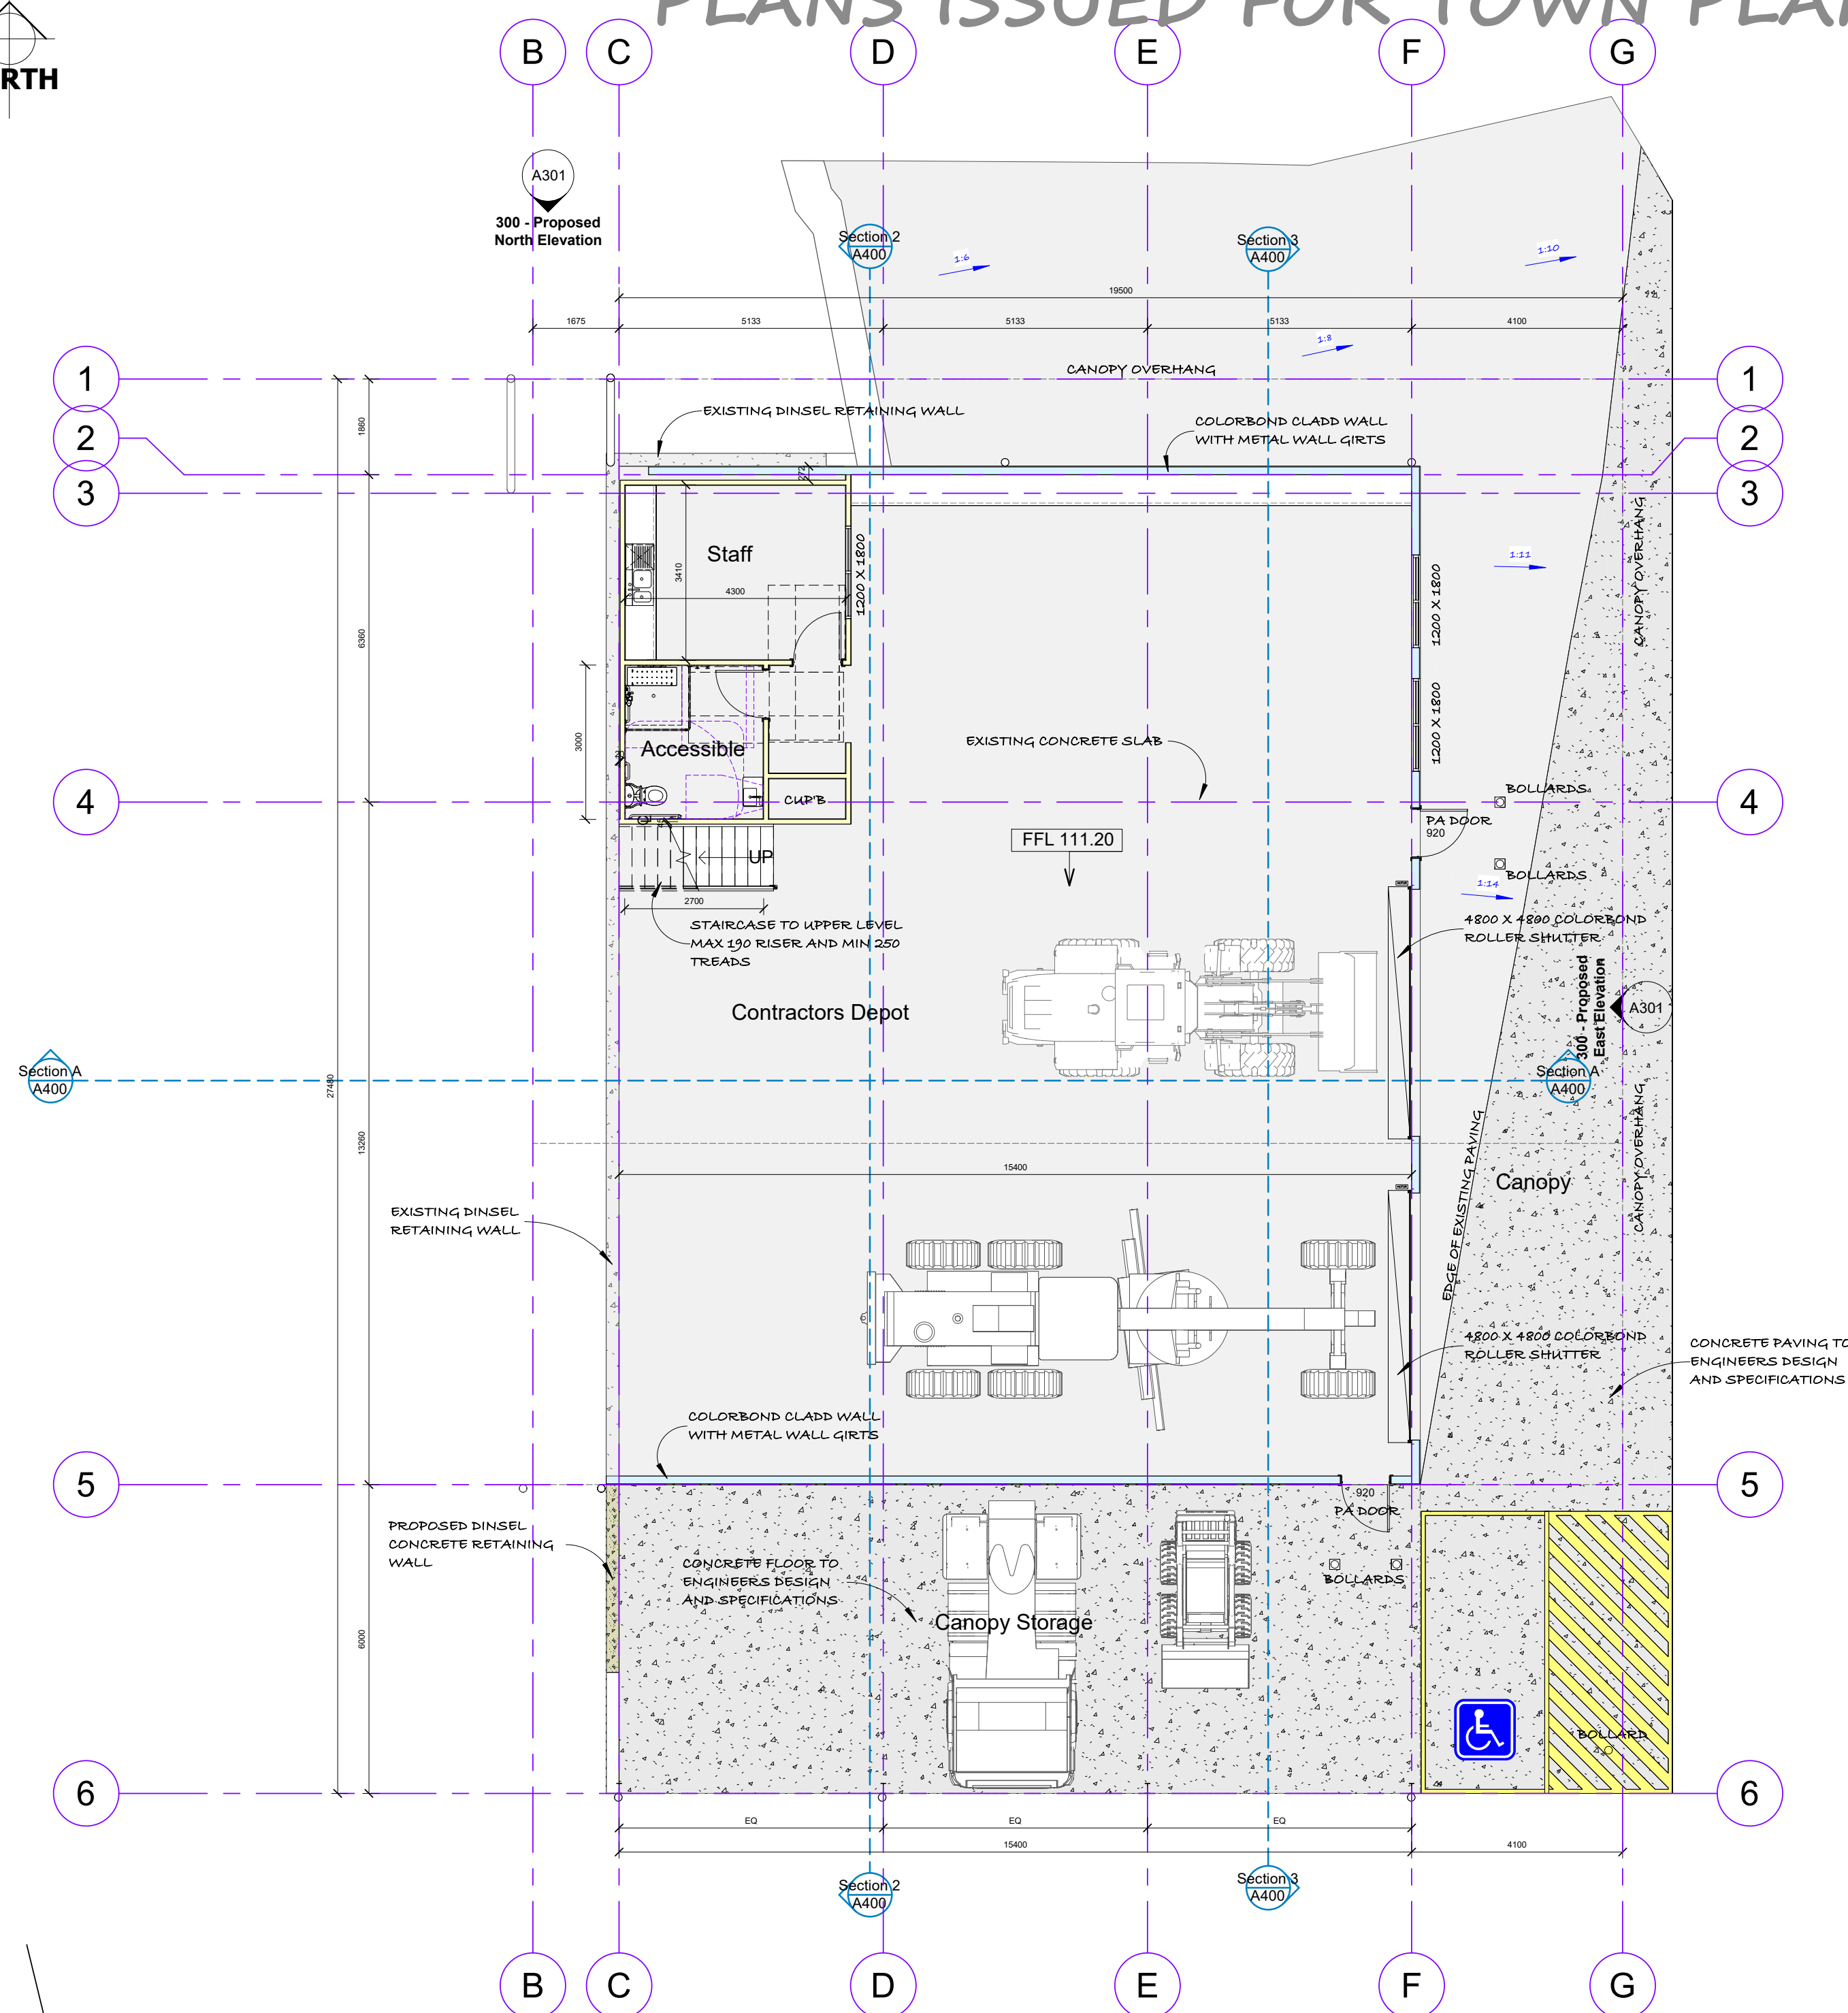 PLANS ISSUED FOR TOWN
RTH
B
C
D
E
F
G
A301
300 - Proposed
North Elevation
Section 2
A400
Section 3
A400
1:6
1:10
19500
1675
5133
5133
5133
4100
1:8
1
CANOPY OVERHANG
1
1860
EXISTING DINSEL RETAINING WALL
COLORBOND CLADD WALL
WITH METAL WALL GIRTS
2
2
272
3
3
CANOPY OVERHANG
Staff
3410
4300
1200 X 1800
1:11
1200 X 1800
6360
3000
Accessible
1200 X 1800
EXISTING CONCRETE SLAB
BOLLARDS
4
CUP'B
4
PA DOOR
920
FFL 111.20
UP
BOLLARDS
1:14
2700
STAIRCASE TO UPPER LEVEL
MAX 190 RISER AND MIN 250
TREADS
4800 X 4800 COLORBOND
ROLLER SHUTTER
Contractors Depot
300 - Proposed
East Elevation
A301
Section A
A400
Section A
A400
27480
13260
CANOPY OVERHANG
EDGE OF EXISTING PAVING
15400
Canopy
EXISTING DINSEL
RETAINING WALL
4800 X 4800 COLORBOND
ROLLER SHUTTER
CONCRETE PAVING TO
ENGINEERS DESIGN
AND SPECIFICATIONS
COLORBOND CLADD WALL
WITH METAL WALL GIRTS
5
5
920
PA DOOR
PROPOSED DINSEL
CONCRETE RETAINING
WALL
CONCRETE FLOOR TO
ENGINEERS DESIGN
AND SPECIFICATIONS
BOLLARDS
Canopy Storage
6000
BOLLARD
6
6
EQ
EQ
EQ
15400
4100
Section 2
A400
Section 3
A400
B
C
D
E
F
G